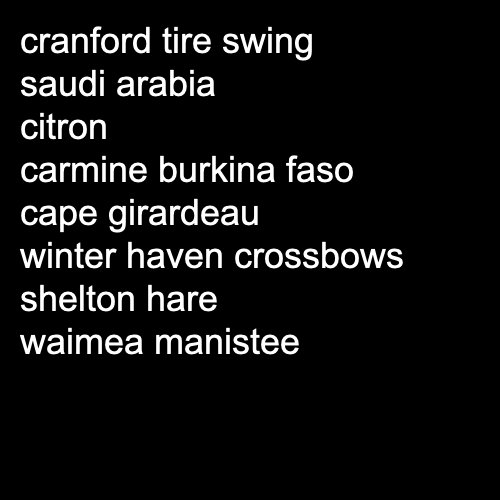 cranford tire swing
saudi arabia
citron
carmine burkina faso
cape girardeau
winter haven crossbows
shelton hare
waimea manistee